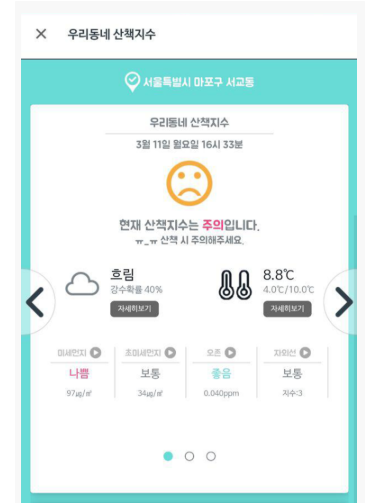 × 우리동네 산책지수
서울특별시 마포구 서교동
우리동네 산책지수
3월 11일 월요일 16시 33분
현재 산책지수는 주의입니다.
ㅠ_ㅠ 산책 시 주의해주세요.
흐림
강수확률 40%
자세히보기
8.8℃
4.0℃/10.0℃
자세히보기
미세먼지 초미세먼지 오존 자외선
나쁨 보통 좋음 보통
97㎍/㎥ 34㎍/㎥ 0.040ppm 지수:3